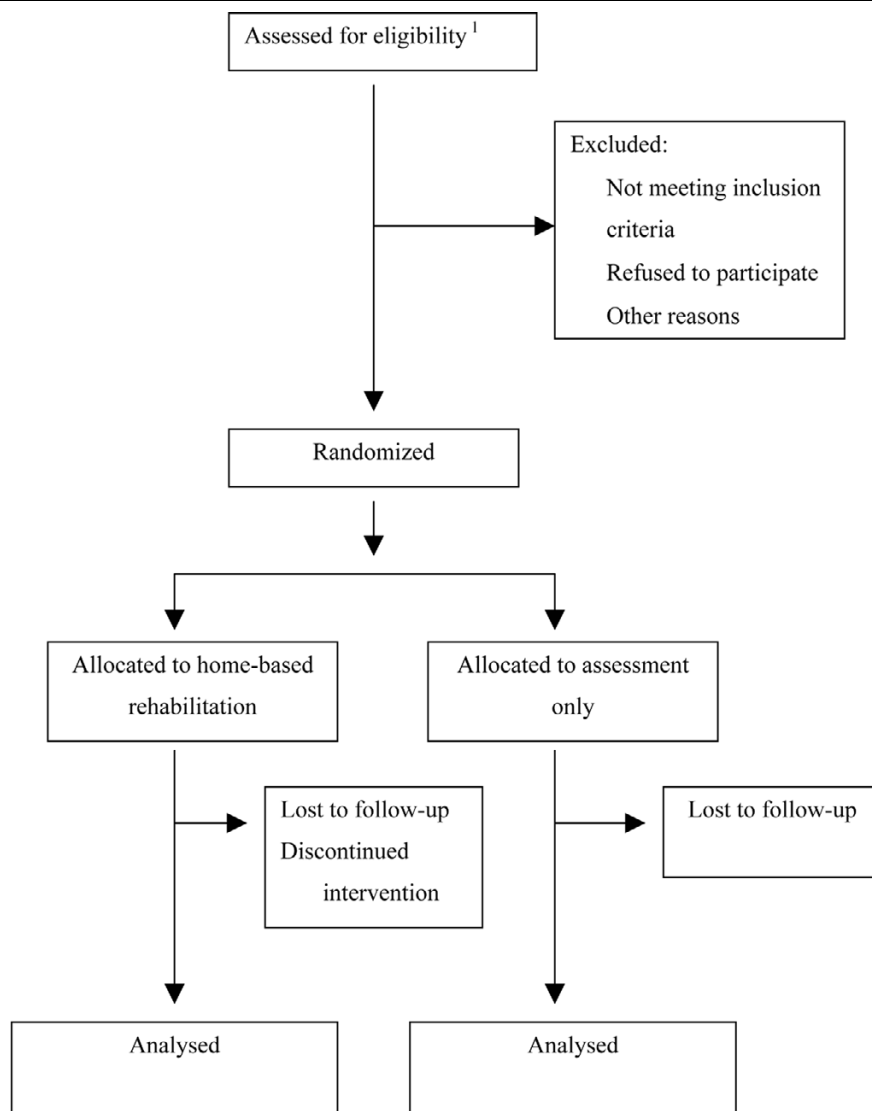 Assessed for eligibility 1
Excluded:
Not meeting inclusion
criteria
Refused to participate
Other reasons
Randomized
Allocated to home-based
rehabilitation
Allocated to assessment
only
Lost to follow-up
Discontinued
intervention
Lost to follow-up
Analysed
Analysed